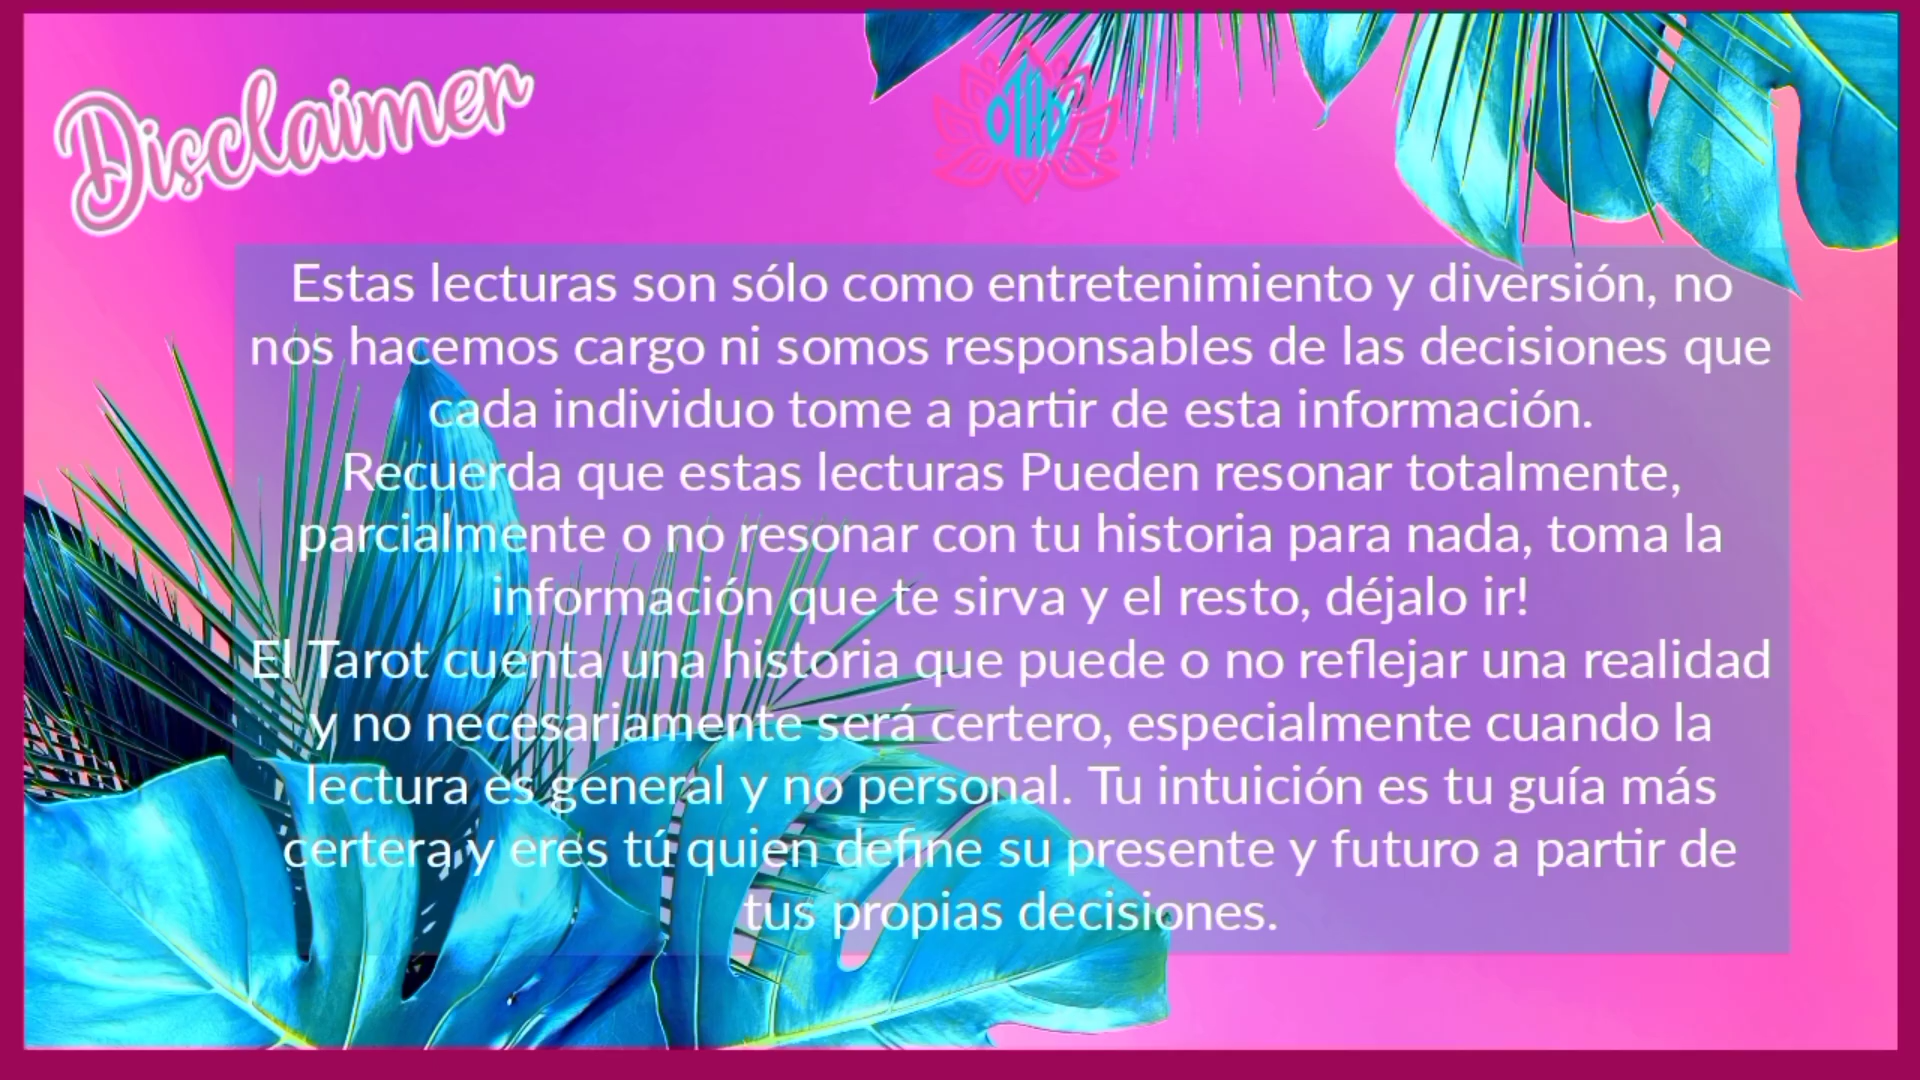 Disclaimer
Estas lecturas son sólo como entretenimiento y diversión, no
nos hacemos cargo ni somos responsables de las decisiones que
cada individuo tome a partir de esta información.
Recuerda que estas lecturas Pueden resonar totalmente,
parcialmente o no resonar con tu historia para nada, toma la
información que te sirva y el resto, déjalo ir!
El Tarot cuenta una historia que puede o no reflejar una realidad
y no necesariamente será certero, especialmente cuando la
lectura es general y no personal. Tu intuición es tu guía más
certera y eres tú quien define su presente y futuro a partir de
tus propias decisiones.